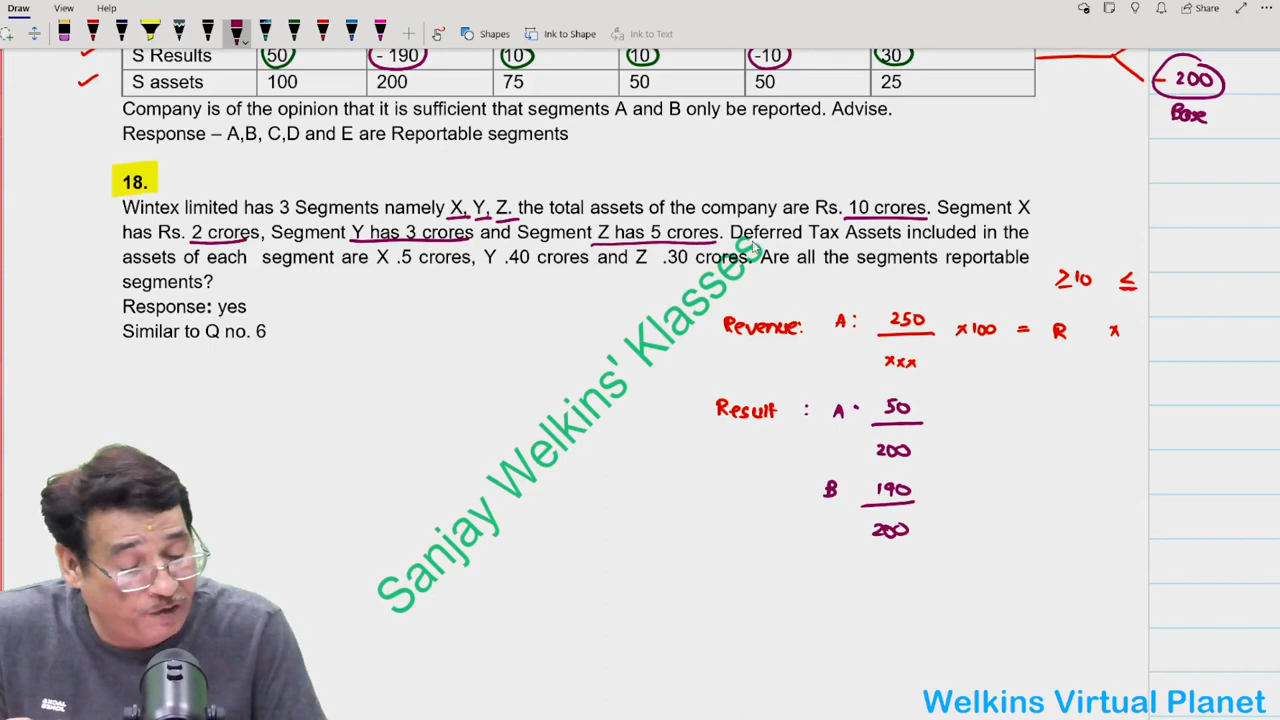 Draw View Help Share
Shapes Ink to Shape Ink to Text
S Results 50 - 190 10 10 -10 30
S assets 100 200 75 50 50 25
- 200
Base
Company is of the opinion that it is sufficient that segments A and B only be reported. Advise.
Response – A,B, C,D and E are Reportable segments
18.
Wintex limited has 3 Segments namely X, Y, Z. the total assets of the company are Rs. 10 crores. Segment X
has Rs. 2 crores, Segment Y has 3 crores and Segment Z has 5 crores. Deferred Tax Assets included in the
assets of each segment are X .5 crores, Y .40 crores and Z .30 crores. Are all the segments reportable
segments?
Response: yes
Similar to Q no. 6
≥10 ≤
Revenue: A: 250 x100 = R x
xxx
Result : A 50
200
B 190
200
Sanjay Welkins' Klasses
Welkins Virtual Planet